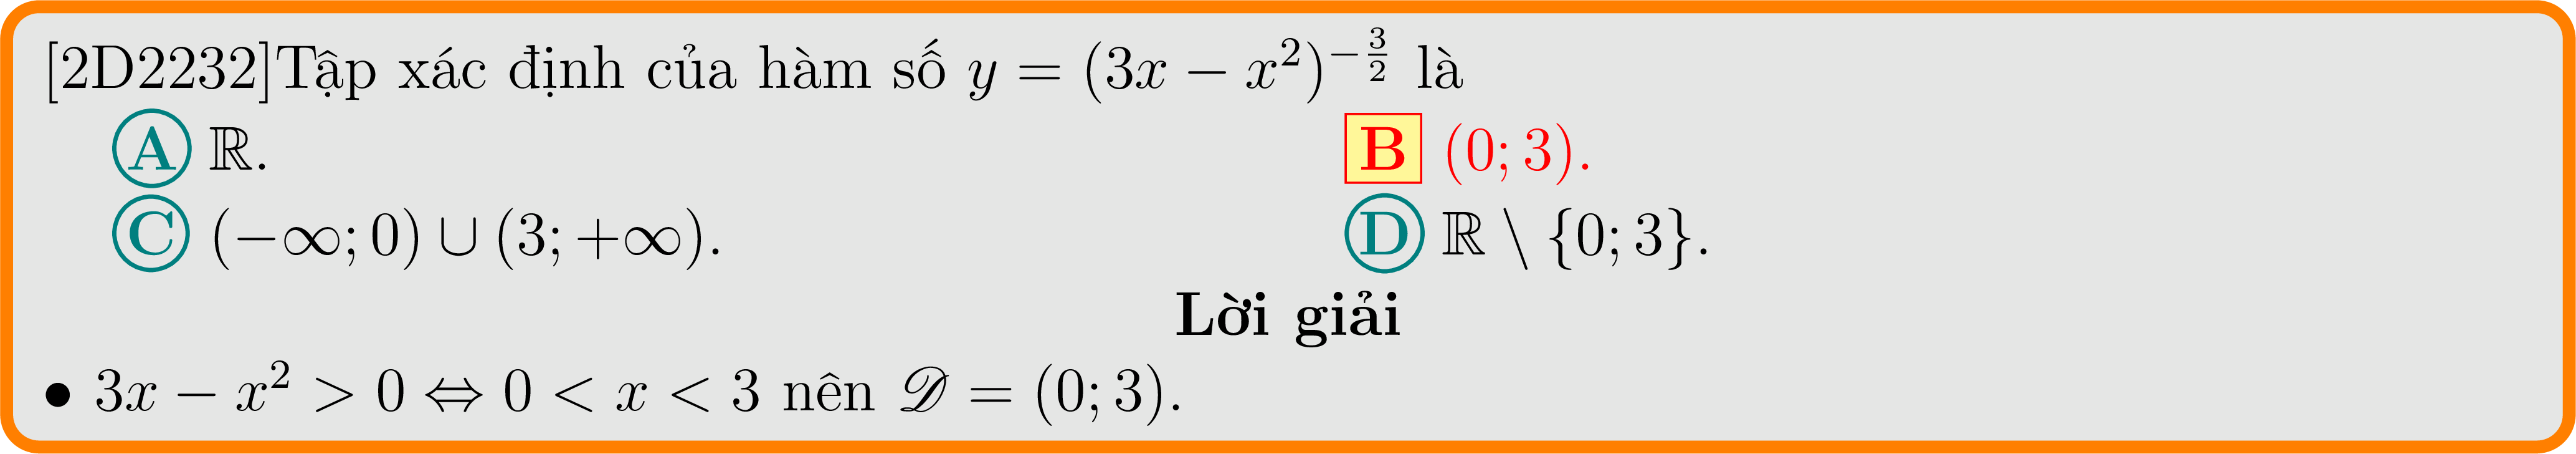 [2D2232]Tập xác định của hàm số $y = (3x - x^2)^{-\frac{3}{2}}$ là
A $\mathbb{R}$. B $(0; 3)$.
C $(-\infty; 0) \cup (3; +\infty)$. D $\mathbb{R} \setminus \{0; 3\}$.
Lời giải
• $3x - x^2 > 0 \Leftrightarrow 0 < x < 3$ nên $\mathscr{D} = (0; 3)$.